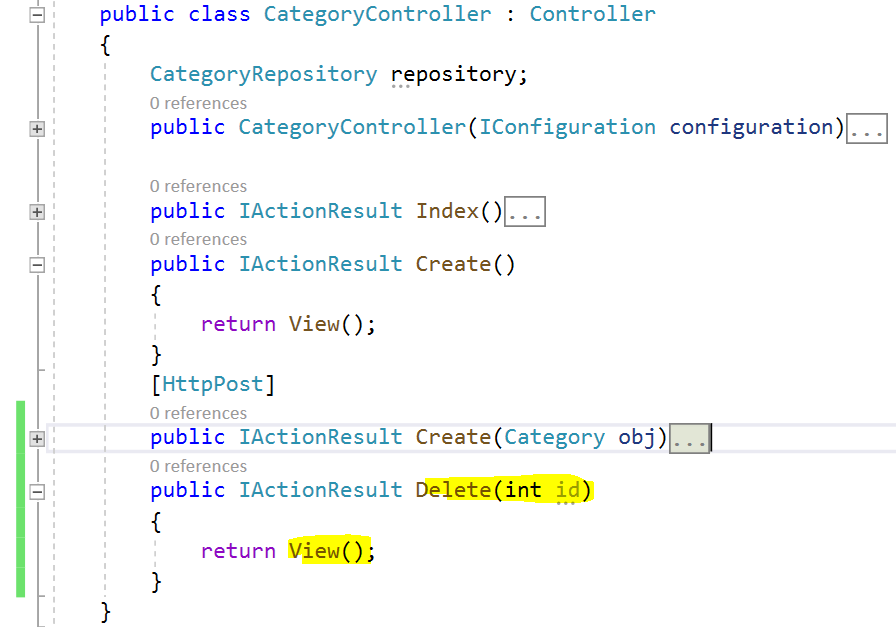 public class CategoryController : Controller
{
CategoryRepository repository;
0 references
public CategoryController(IConfiguration configuration)...
0 references
public IActionResult Index()...
0 references
public IActionResult Create()
{
return View();
}
[HttpPost]
0 references
public IActionResult Create(Category obj)...
0 references
public IActionResult Delete(int id)
{
return View();
}
}